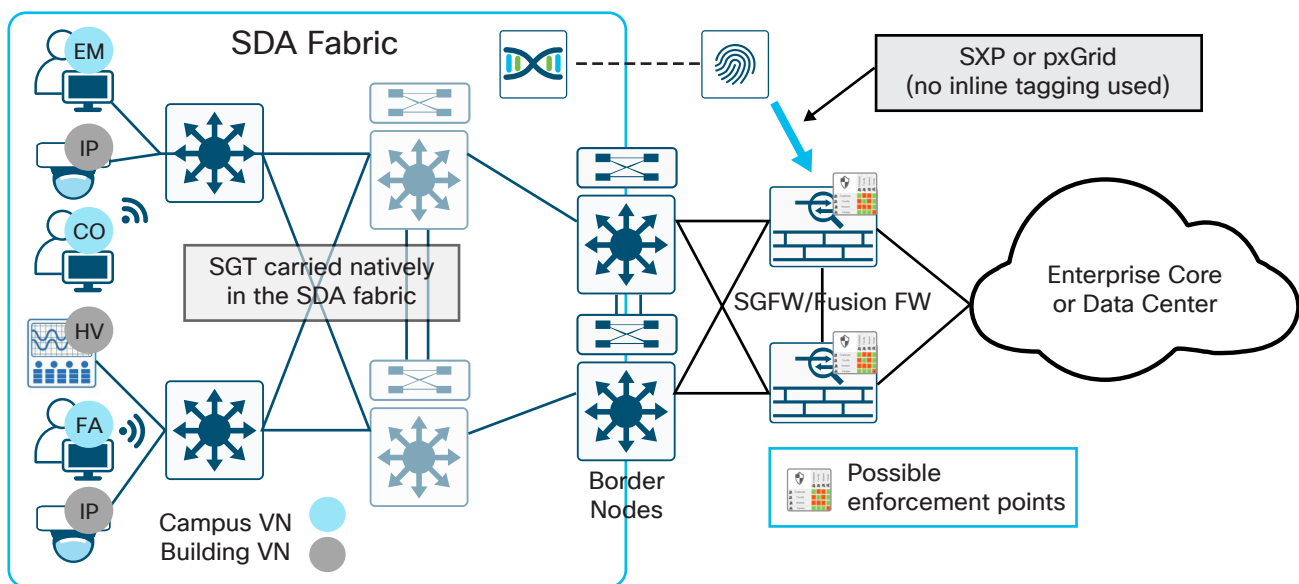 SDA Fabric
EM
IP
CO
HV
FA
IP
SGT carried natively
in the SDA fabric
Campus VN
Building VN
Border
Nodes
SXP or pxGrid
(no inline tagging used)
SGFW/Fusion FW
Enterprise Core
or Data Center
Possible
enforcement points